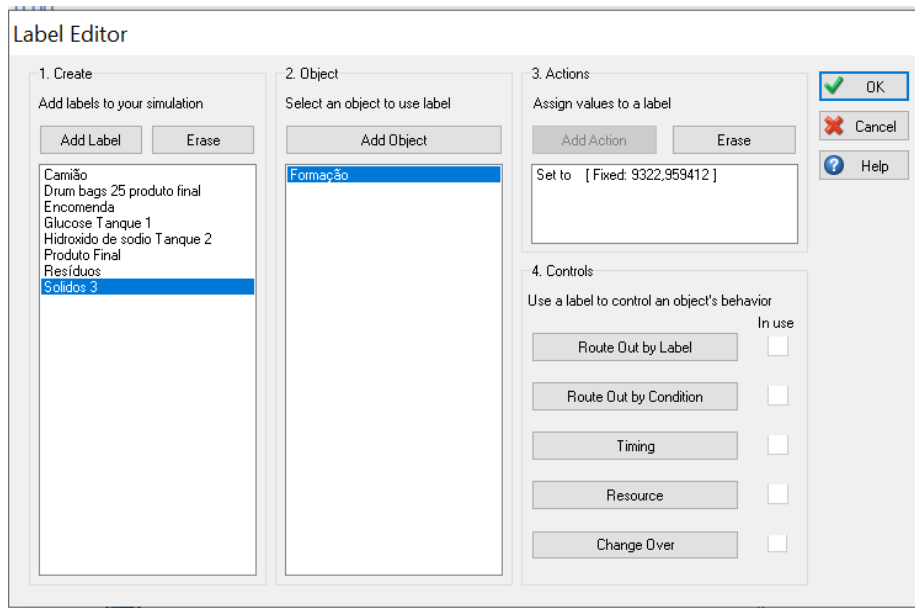 Label Editor
1. Create
Add labels to your simulation
Add Label
Erase
Camião
Drum bags 25 produto final
Encomenda
Glucose Tanque 1
Hidroxido de sodio Tanque 2
Produto Final
Resíduos
Solidos 3
2. Object
Select an object to use label
Add Object
Formação
3. Actions
Assign values to a label
Add Action
Erase
Set to [ Fixed: 9322,959412 ]
4. Controls
Use a label to control an object's behavior
In use
Route Out by Label
Route Out by Condition
Timing
Resource
Change Over
OK
Cancel
Help